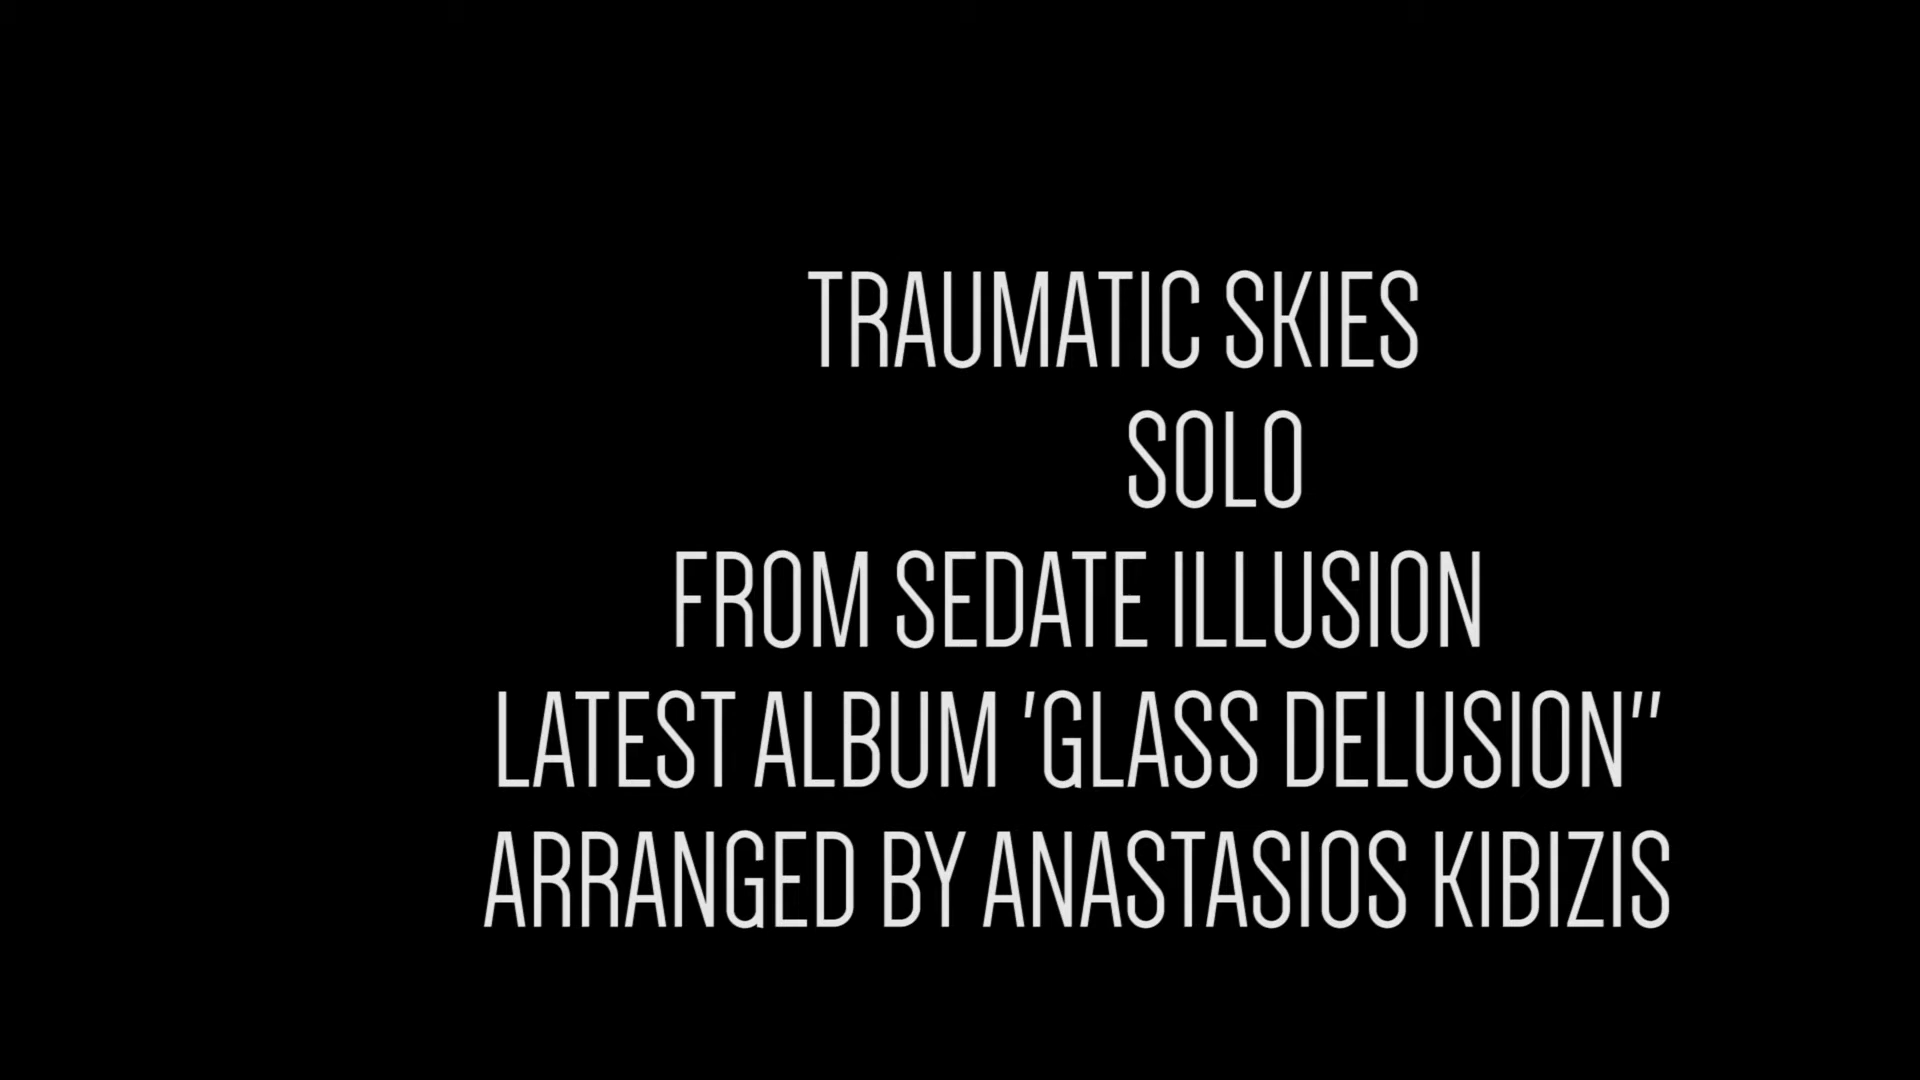 TRAUMATIC SKIES
SOLO
FROM SEDATE ILLUSION
LATEST ALBUM 'GLASS DELUSION''
ARRANGED BY ANASTASIOS KIBIZIS